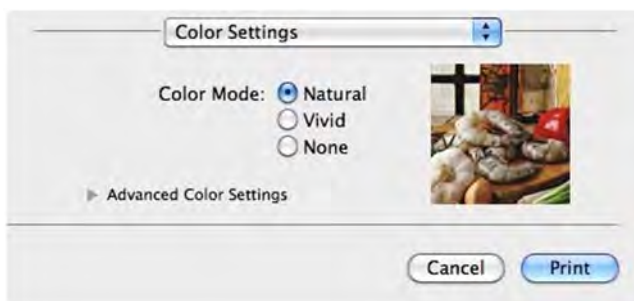 Color Settings
Color Mode: Natural
Vivid
None
Advanced Color Settings
Cancel Print